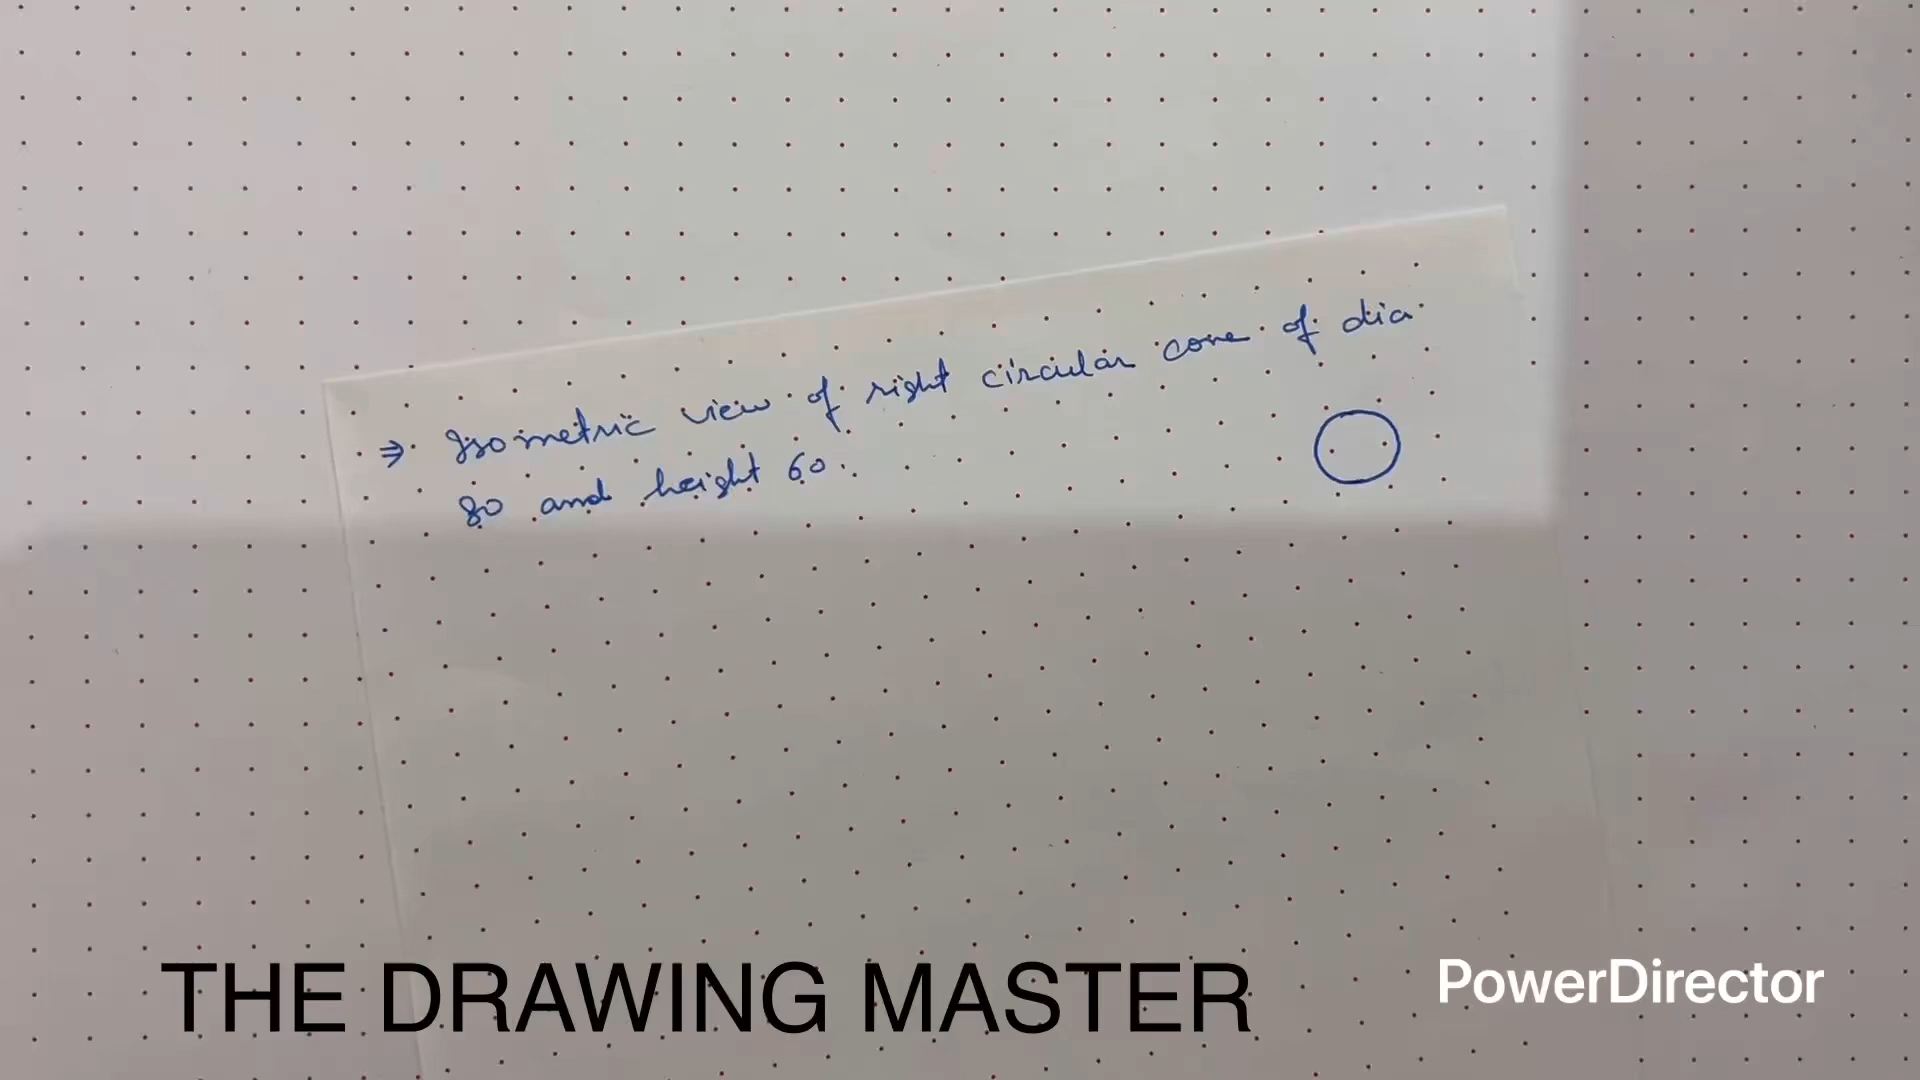 ⇒ Isometric view of right circular cone of dia.
80 and height 60.
THE DRAWING MASTER
PowerDirector